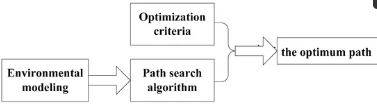 Optimization
criteria
the optimum path
Environmental
modeling
Path search
algorithm